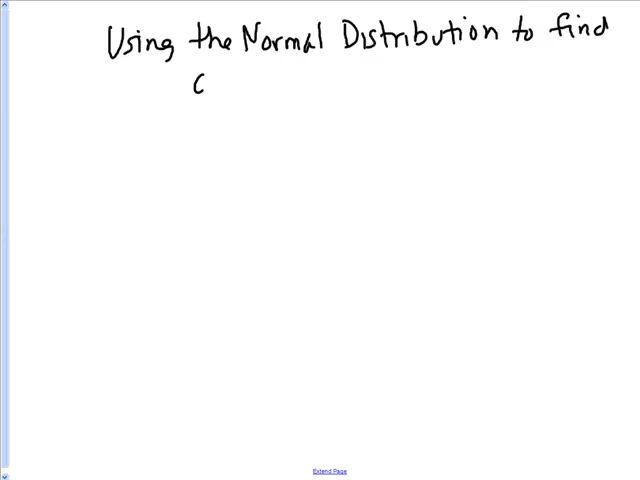 Using the Normal Distribution to find
C
Extend Page